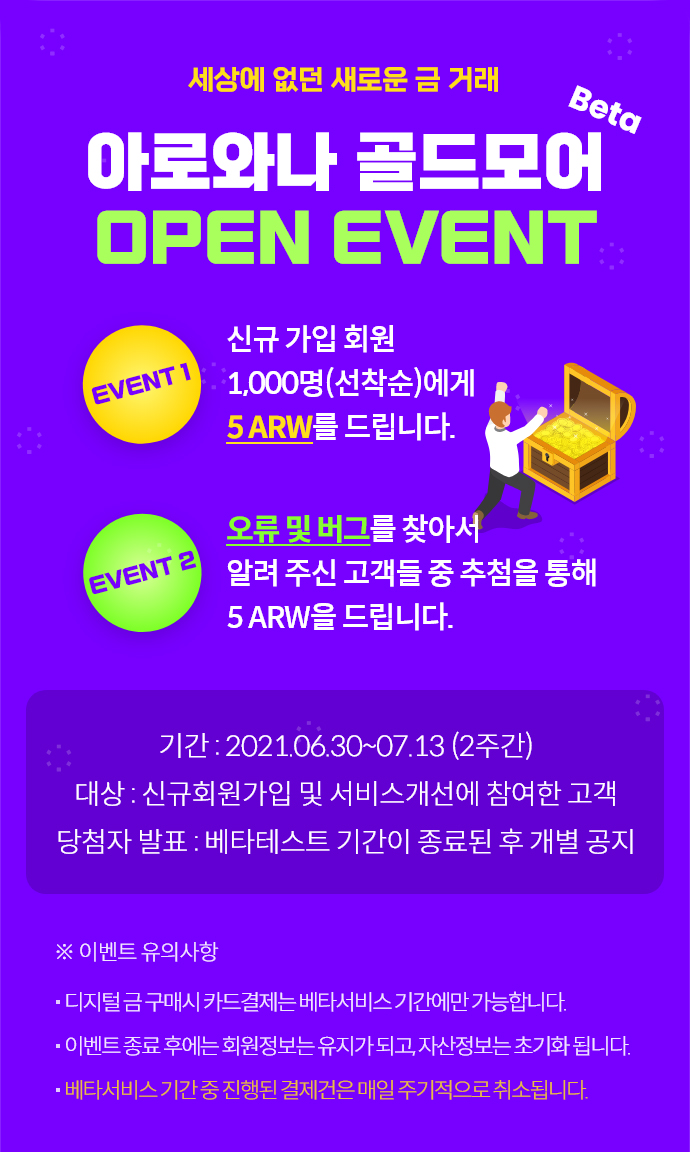 세상에 없던 새로운 금 거래
Beta
아로와나 골드모어
OPEN EVENT
EVENT 1
신규 가입 회원
1,000명(선착순)에게
5 ARW를 드립니다.
EVENT 2
오류 및 버그를 찾아서
알려 주신 고객들 중 추첨을 통해
5 ARW을 드립니다.
기간 : 2021.06.30~07.13 (2주간)
대상 : 신규회원가입 및 서비스개선에 참여한 고객
당첨자 발표 : 베타테스트 기간이 종료된 후 개별 공지
※ 이벤트 유의사항
· 디지털 금 구매시 카드결제는 베타서비스 기간에만 가능합니다.
· 이벤트 종료 후에는 회원정보는 유지가 되고, 자산정보는 초기화 됩니다.
· 베타서비스 기간 중 진행된 결제건은 매일 주기적으로 취소됩니다.